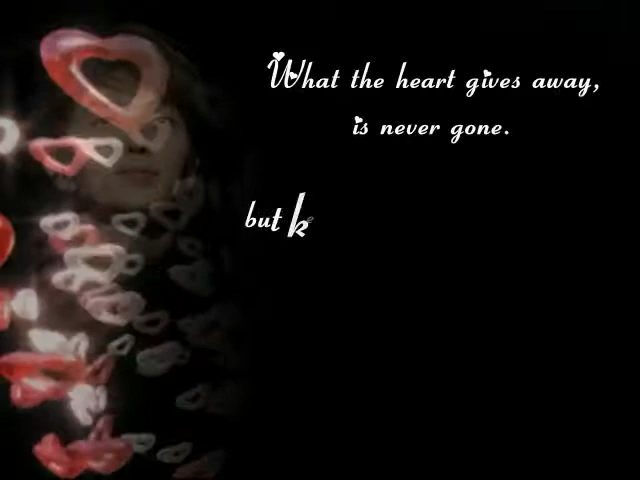 What the heart gives away,
is never gone.
but k